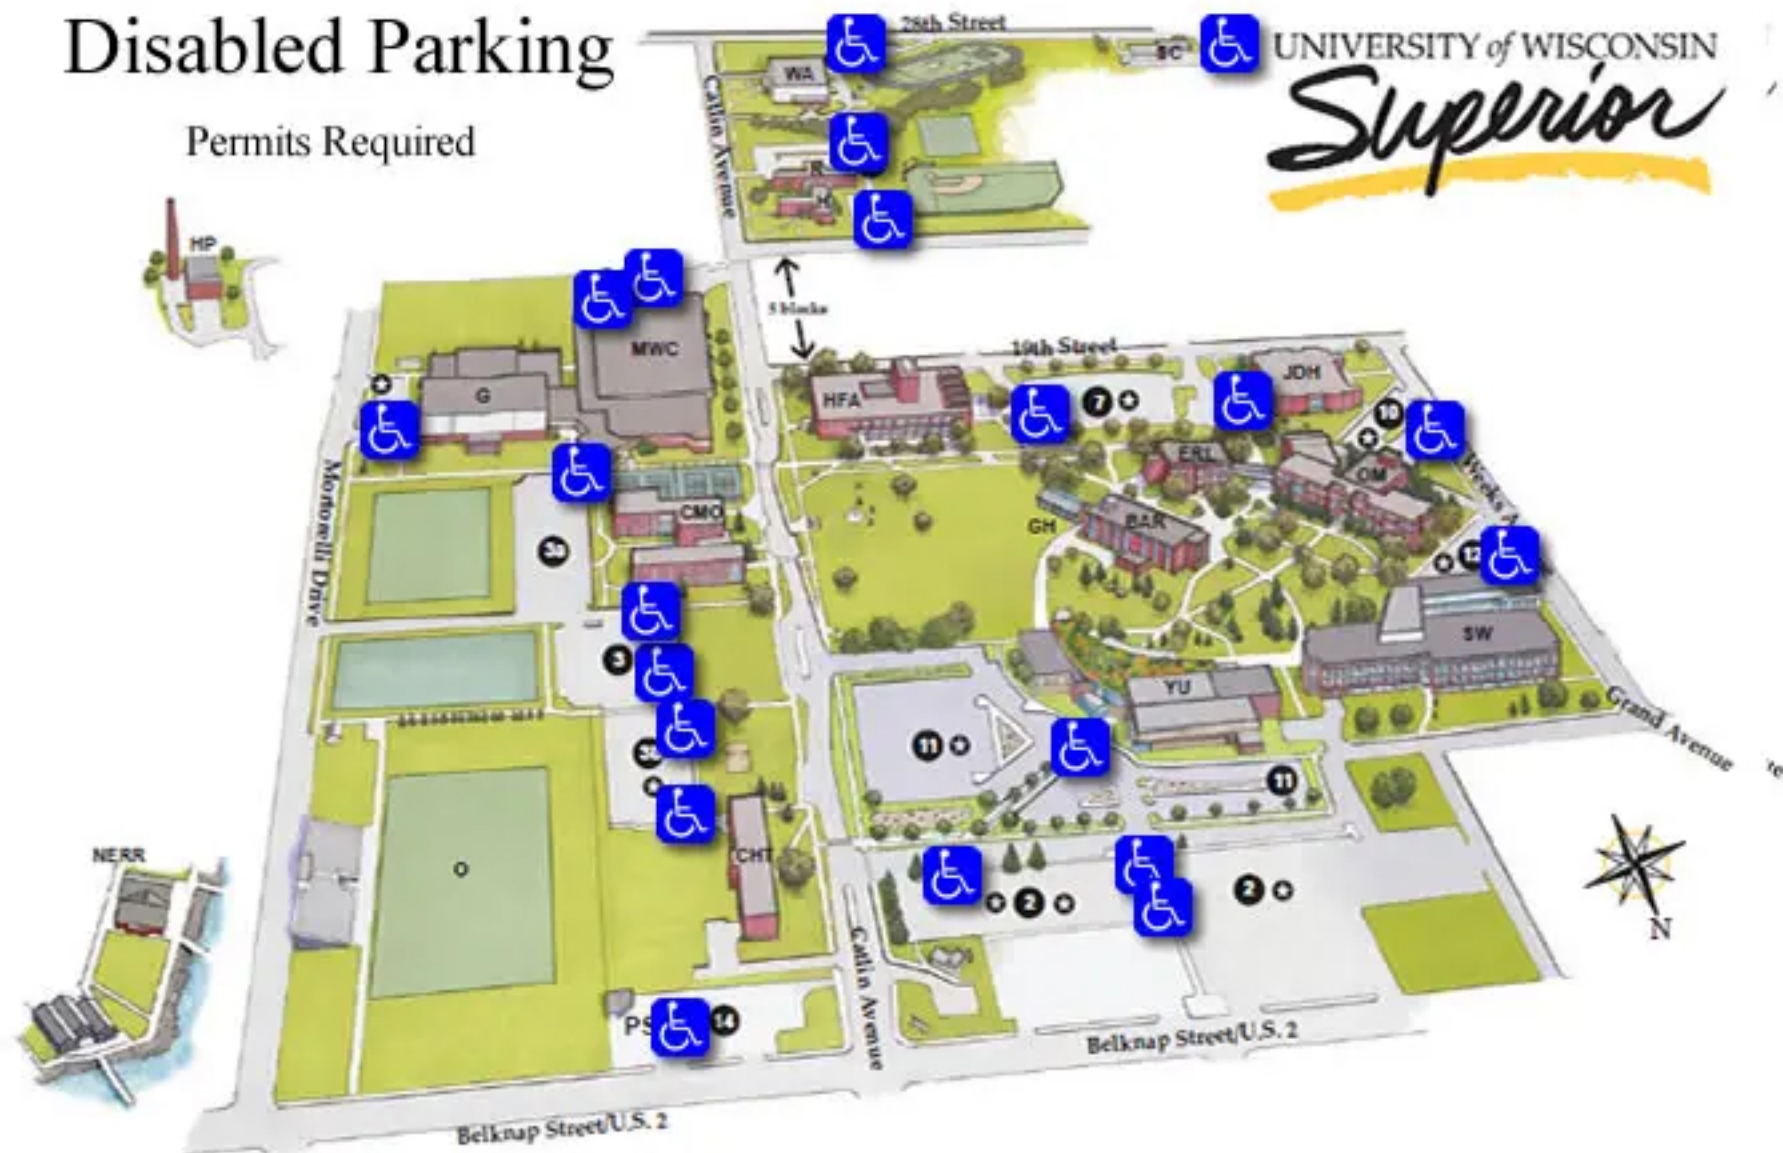 Disabled Parking
Permits Required
28th Street
SC
UNIVERSITY of WISCONSIN
Superior
WA
Catlin Avenue
R
H
HP
5 blocks
MWC
19th Street
G
HFA
7
JDH
10
ERL
OM
Weeks
CMO
GH
BAR
Mortorelli Drive
3a
12
3
SW
YU
Grand Avenue
11
11
3b
NERR
O
CHT
2
2
N
Catlin Avenue
14
Belknap Street/U.S. 2
Belknap Street/U.S. 2